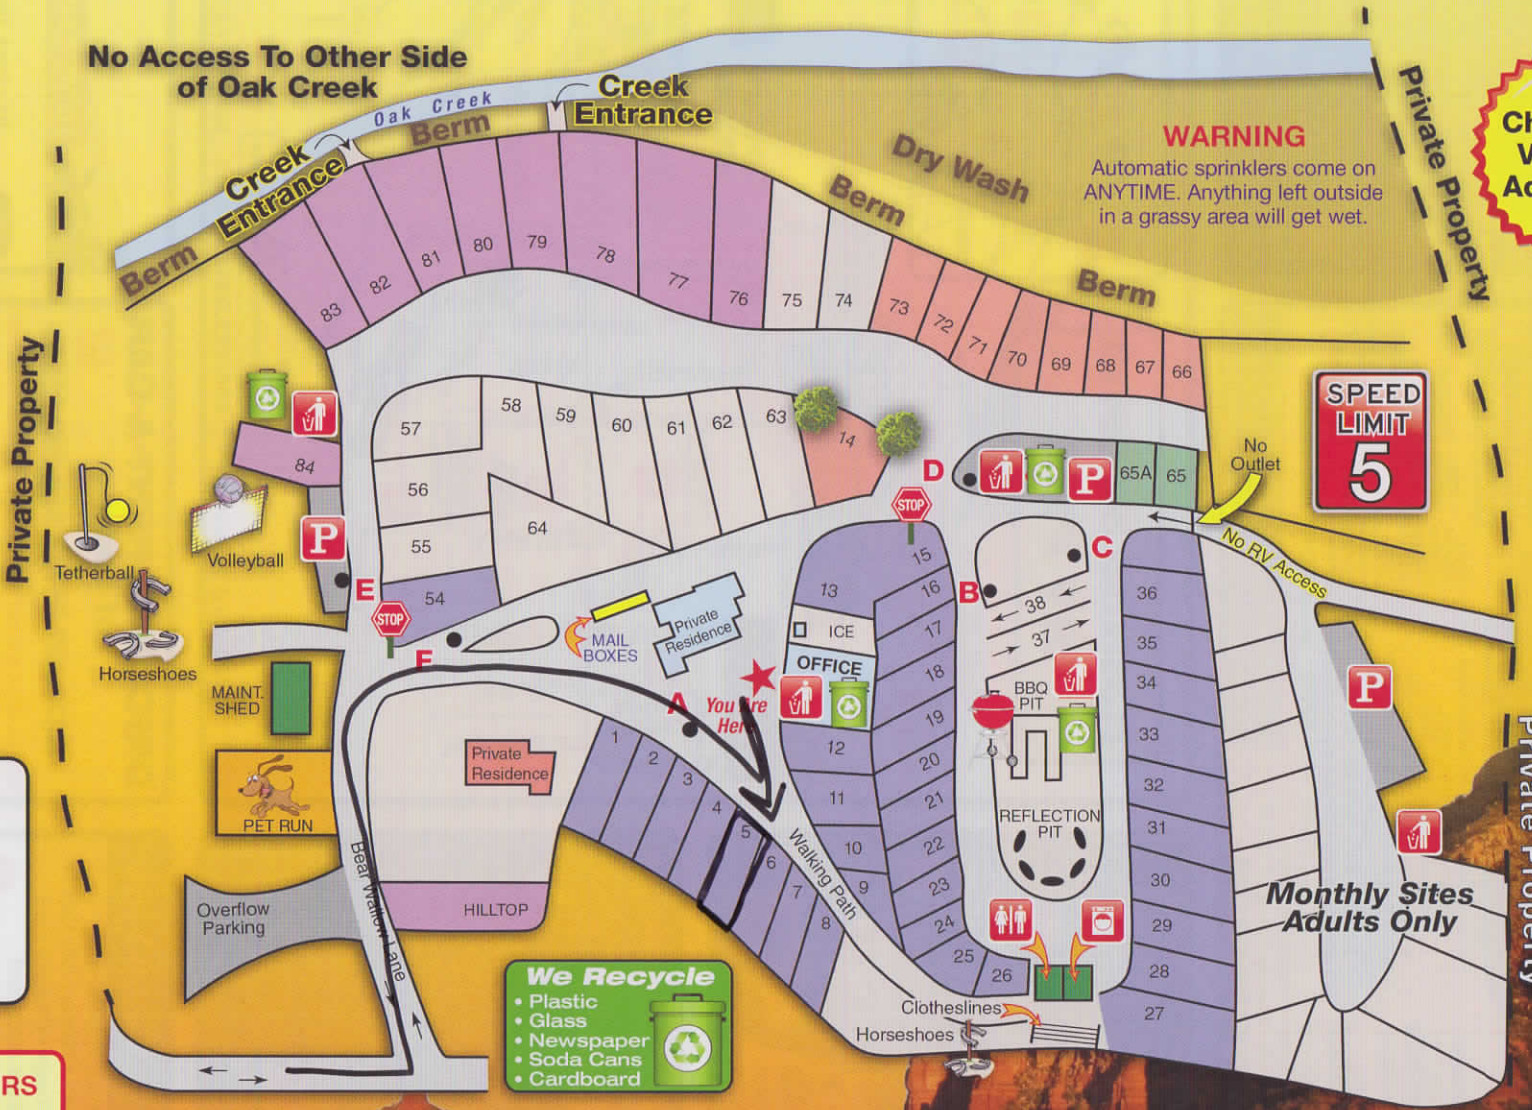 No Access To Other Side
of Oak Creek
Oak Creek
Berm
Creek
Entrance
Creek
Entrance
Berm
Dry Wash
Berm
Berm
WARNING
Automatic sprinklers come on
ANYTIME. Anything left outside
in a grassy area will get wet.
Private Property
Private Property
Private Property
83
82
81
80
79
78
77
76
75
74
73
72
71
70
69
68
67
66
SPEED
LIMIT
5
No
Outlet
No RV Access
57
58
59
60
61
62
63
14
56
55
64
54
84
P
Volleyball
Tetherball
Horseshoes
E
STOP
F
D
STOP
P
65A
65
C
B
38
37
MAIL
BOXES
Private
Residence
13
ICE
OFFICE
You Are
Here
A
12
11
10
9
15
16
17
18
19
20
21
22
23
24
25
26
BBQ
PIT
REFLECTION
PIT
36
35
34
33
32
31
30
29
28
27
P
Monthly Sites
Adults Only
MAINT.
SHED
PET RUN
Overflow
Parking
Bear Wallow Lane
Private
Residence
HILLTOP
1
2
3
4
5
6
7
8
Walking Path
Clotheslines
Horseshoes
We Recycle
• Plastic
• Glass
• Newspaper
• Soda Cans
• Cardboard
RS